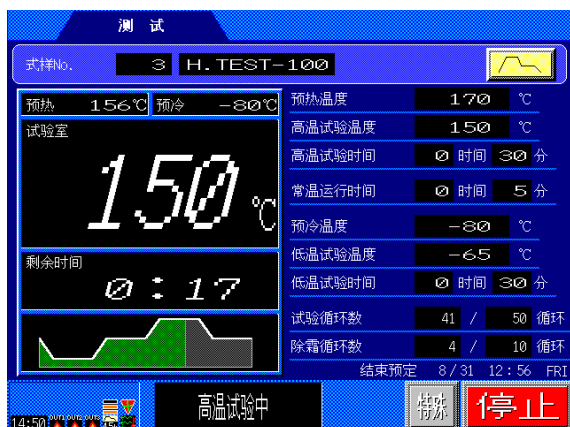 测 试
式样No. 3 H.TEST-100
预热 156℃ 预冷 -80℃
试验室
150℃
剩余时间
0:17
预热温度 170 ℃
高温试验温度 150 ℃
高温试验时间 0 时间 30 分
常温运行时间 0 时间 5 分
预冷温度 -80 ℃
低温试验温度 -65 ℃
低温试验时间 0 时间 30 分
试验循环数 41 / 50 循环
除霜循环数 4 / 10 循环
结束预定 8/31 12:56 FRI
14:50 OUT1 OUT2 OUT3
高温试验中
特殊
停止